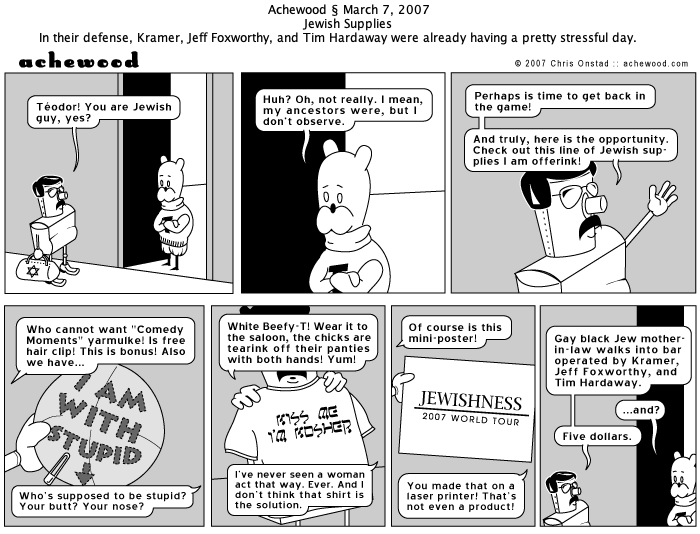 Achewood § March 7, 2007
Jewish Supplies
In their defense, Kramer, Jeff Foxworthy, and Tim Hardaway were already having a pretty stressful day.
achewood
© 2007 Chris Onstad :: achewood.com
Téodor! You are Jewish
guy, yes?
Huh? Oh, not really. I mean,
my ancestors were, but I
don't observe.
Perhaps is time to get back in
the game!
And truly, here is the opportunity.
Check out this line of Jewish sup-
plies I am offerink!
Who cannot want "Comedy
Moments" yarmulke! Is free
hair clip! This is bonus! Also
we have...
I AM
WITH
STUPID
Who's supposed to be stupid?
Your butt? Your nose?
White Beefy-T! Wear it to
the saloon, the chicks are
tearink off their panties
with both hands! Yum!
KISS ME
I'M KOSHER
I've never seen a woman
act that way. Ever. And I
don't think that shirt is
the solution.
Of course is this
mini-poster!
JEWISHNESS
2007 WORLD TOUR
You made that on a
laser printer! That's
not even a product!
Gay black Jew mother-
in-law walks into bar
operated by Kramer,
Jeff Foxworthy, and
Tim Hardaway.
...and?
Five dollars.